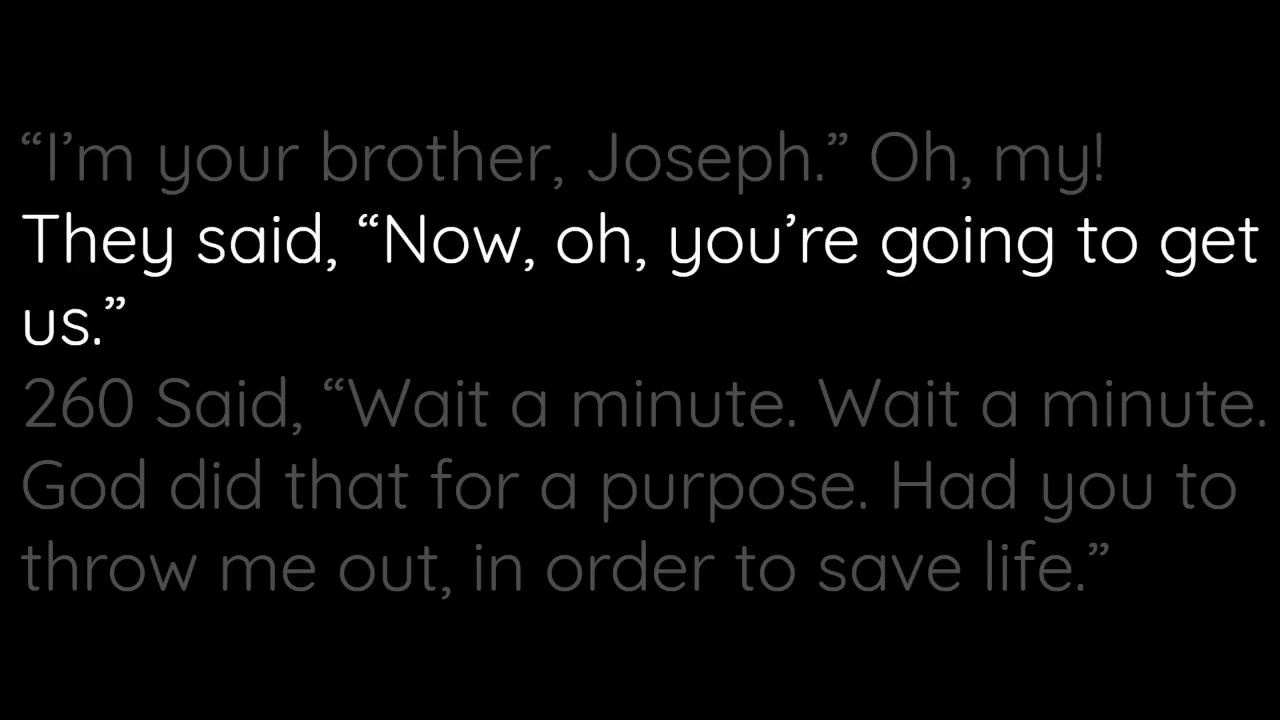 “I’m your brother, Joseph.” Oh, my!
They said, “Now, oh, you’re going to get
us.”
260 Said, “Wait a minute. Wait a minute.
God did that for a purpose. Had you to
throw me out, in order to save life.”